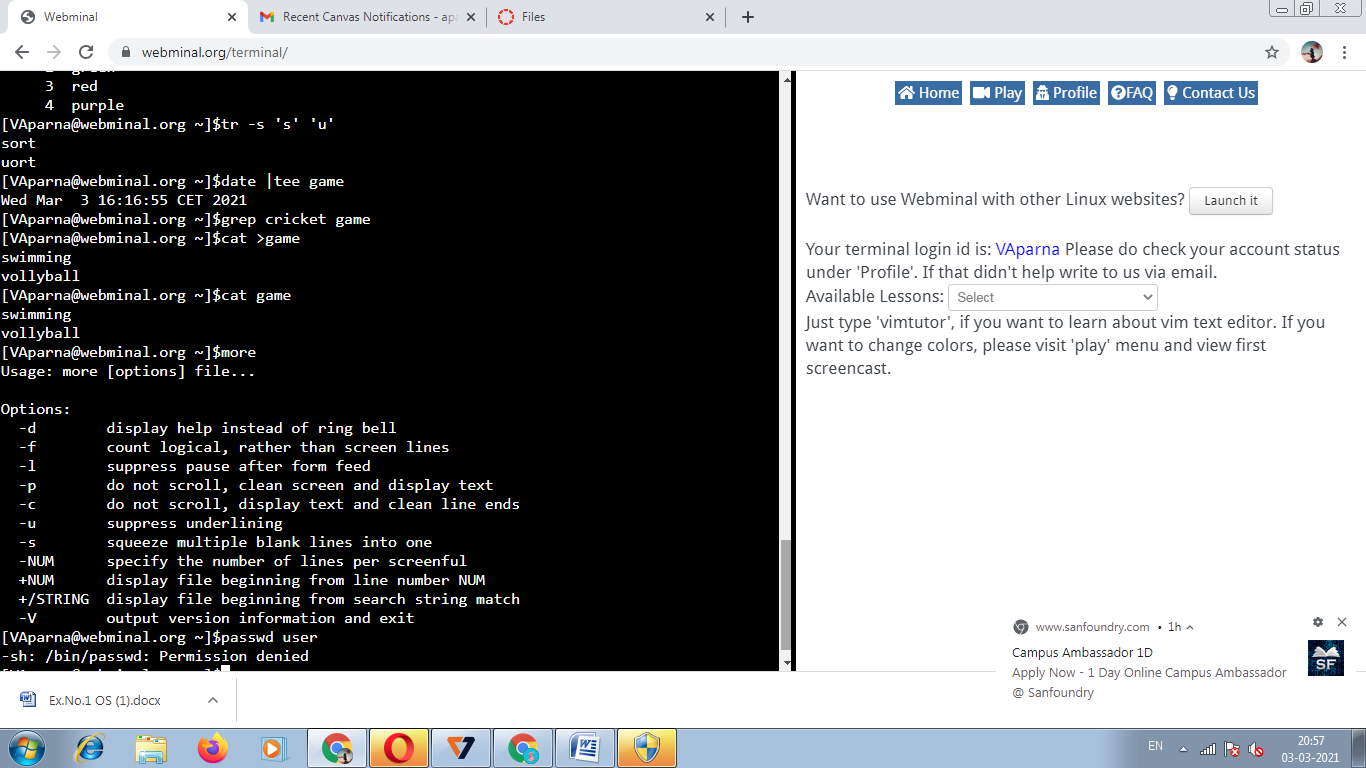 Webminal
Recent Canvas Notifications - apa
Files
webminal.org/terminal/
3 red
4 purple
[VAparna@webminal.org ~]$tr -s 's' 'u'
sort
uort
[VAparna@webminal.org ~]$date |tee game
Wed Mar  3 16:16:55 CET 2021
[VAparna@webminal.org ~]$grep cricket game
[VAparna@webminal.org ~]$cat >game
swimming
vollyball
[VAparna@webminal.org ~]$cat game
swimming
vollyball
[VAparna@webminal.org ~]$more
Usage: more [options] file...
Options:
-d display help instead of ring bell
-f count logical, rather than screen lines
-l suppress pause after form feed
-p do not scroll, clean screen and display text
-c do not scroll, display text and clean line ends
-u suppress underlining
-s squeeze multiple blank lines into one
-NUM specify the number of lines per screenful
+NUM display file beginning from line number NUM
+/STRING display file beginning from search string match
-V output version information and exit
[VAparna@webminal.org ~]$passwd user
-sh: /bin/passwd: Permission denied
Home Play Profile FAQ Contact Us
Want to use Webminal with other Linux websites? Launch it
Your terminal login id is: VAparna Please do check your account status
under 'Profile'. If that didn't help write to us via email.
Available Lessons: Select
Just type 'vimtutor', if you want to learn about vim text editor. If you
want to change colors, please visit 'play' menu and view first
screencast.
www.sanfoundry.com • 1h
Campus Ambassador 1D
Apply Now - 1 Day Online Campus Ambassador
@ Sanfoundry
SF
Ex.No.1 OS (1).docx
EN
20:57
03-03-2021